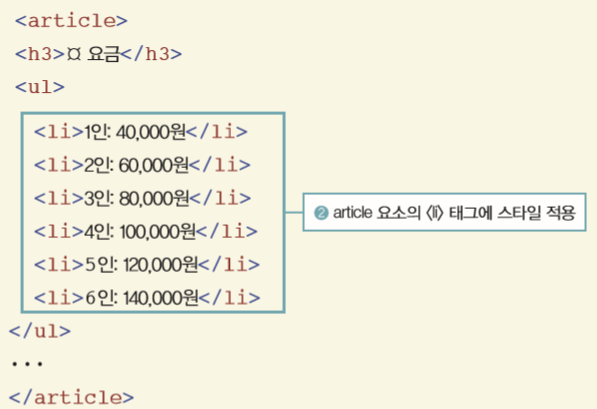 <article>
<h3>¤ 요금</h3>
<ul>
<li>1인: 40,000원</li>
<li>2인: 60,000원</li>
<li>3인: 80,000원</li>
<li>4인: 100,000원</li>
<li>5인: 120,000원</li>
<li>6인: 140,000원</li>
❷ article 요소의 〈li〉 태그에 스타일 적용
</ul>
...
</article>